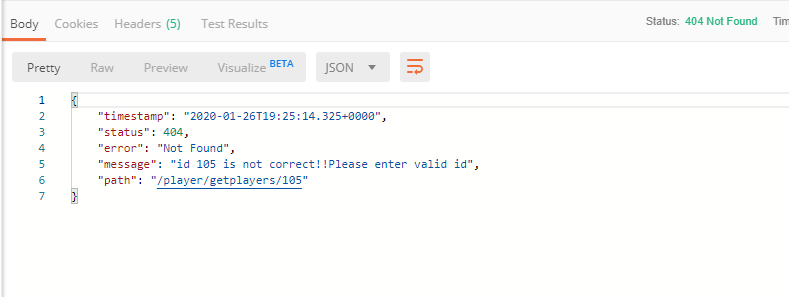 Body Cookies Headers (5) Test Results Status: 404 Not Found
Pretty Raw Preview Visualize BETA JSON
1 {
2 "timestamp": "2020-01-26T19:25:14.325+0000",
3 "status": 404,
4 "error": "Not Found",
5 "message": "id 105 is not correct!!Please enter valid id",
6 "path": "/player/getplayers/105"
7 }